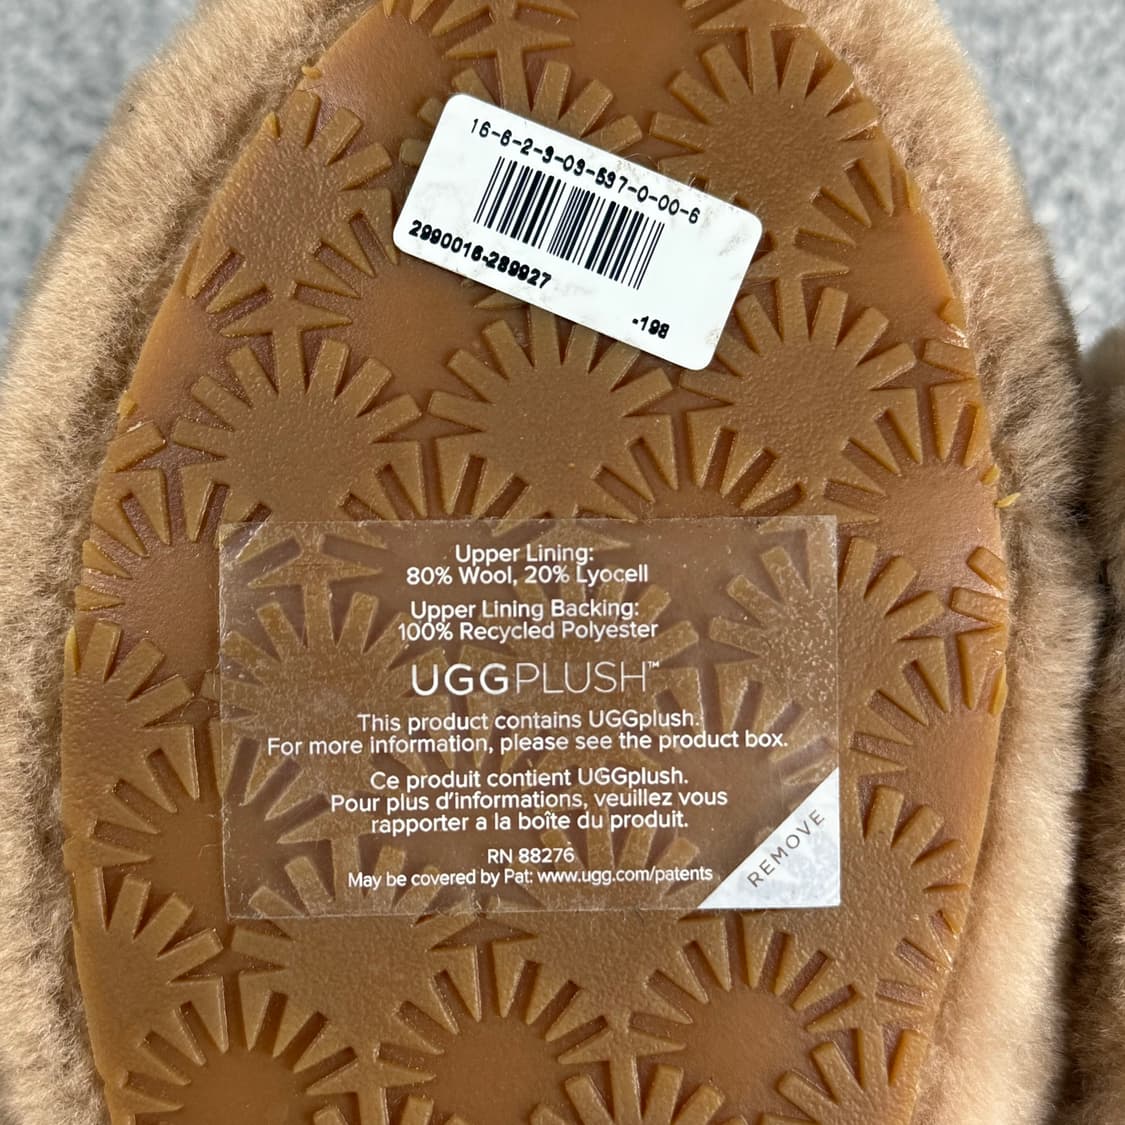 16-6-2-9-09-597-0-00-6
2990016-289927
-198
Upper Lining:
80% Wool, 20% Lyocell
Upper Lining Backing:
100% Recycled Polyester
UGGPLUSH™
This product contains UGGplush.
For more information, please see the product box.
Ce produit contient UGGplush.
Pour plus d'informations, veuillez vous
rapporter a la boîte du produit.
RN 88276
May be covered by Pat: www.ugg.com/patents
REMOVE